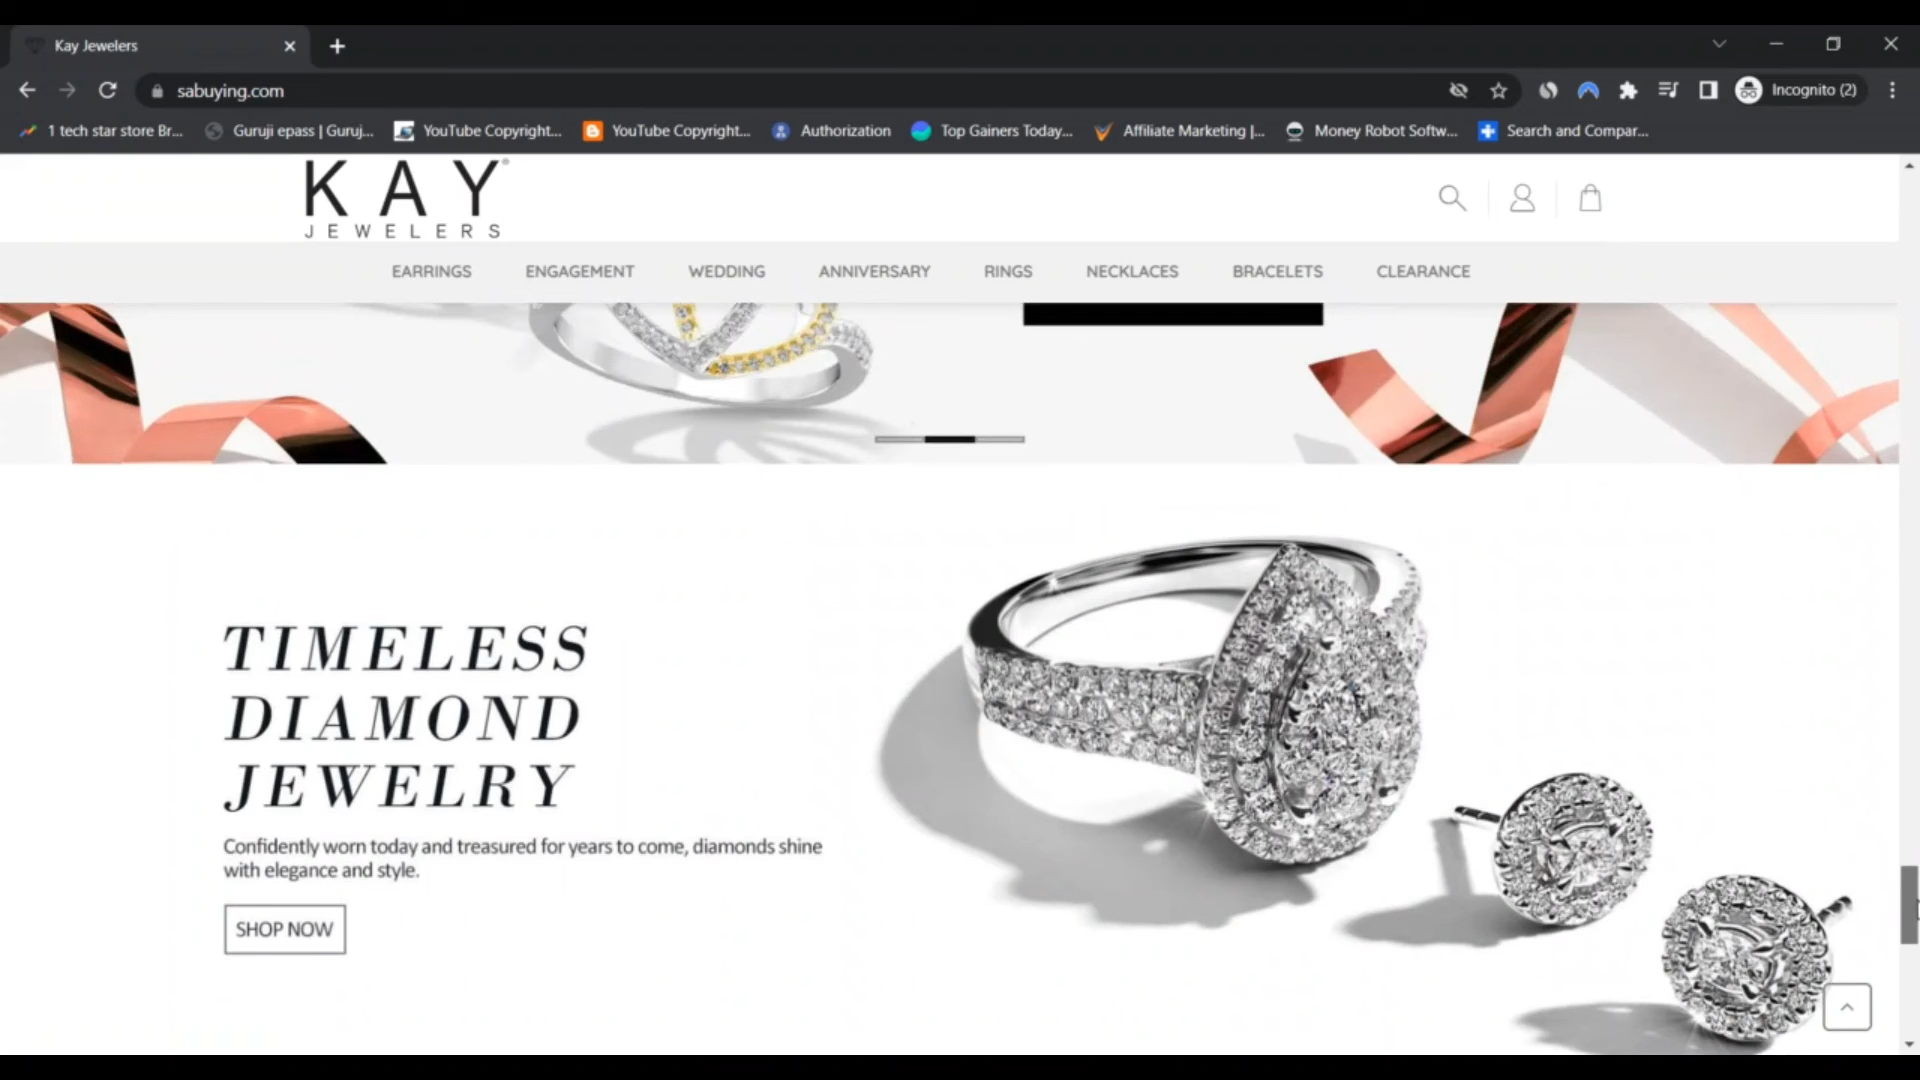 Kay Jewelers
sabuying.com
Incognito (2)
1 tech star store Br...
Guruji epass | Guruj...
YouTube Copyright...
YouTube Copyright...
Authorization
Top Gainers Today...
Affiliate Marketing |...
Money Robot Softw...
Search and Compar...
KAY®
JEWELERS
EARRINGS
ENGAGEMENT
WEDDING
ANNIVERSARY
RINGS
NECKLACES
BRACELETS
CLEARANCE
TIMELESS
DIAMOND
JEWELRY
Confidently worn today and treasured for years to come, diamonds shine
with elegance and style.
SHOP NOW